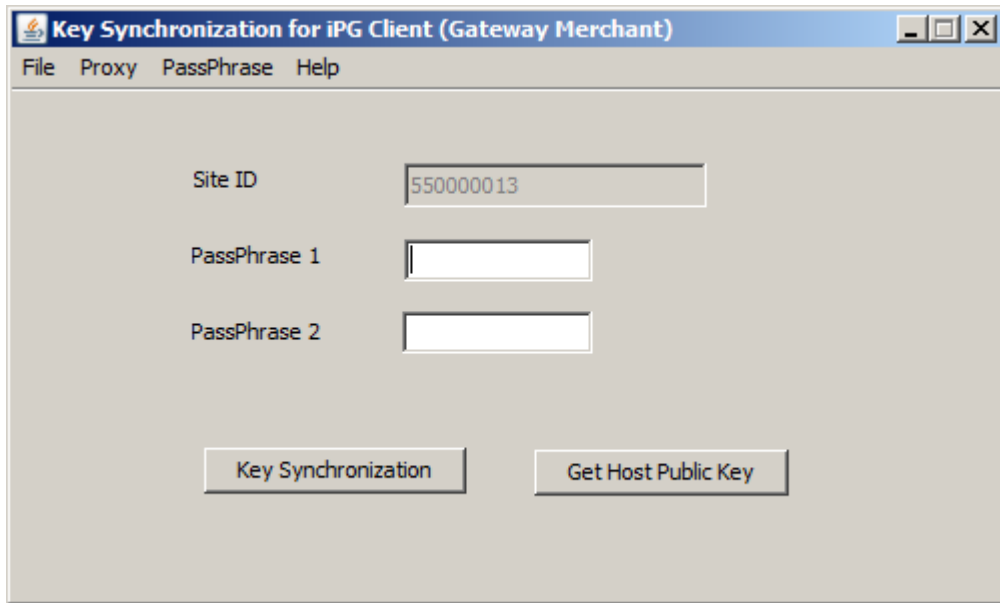 Key Synchronization for iPG Client (Gateway Merchant)
File Proxy PassPhrase Help
Site ID 550000013
PassPhrase 1
PassPhrase 2
Key Synchronization Get Host Public Key